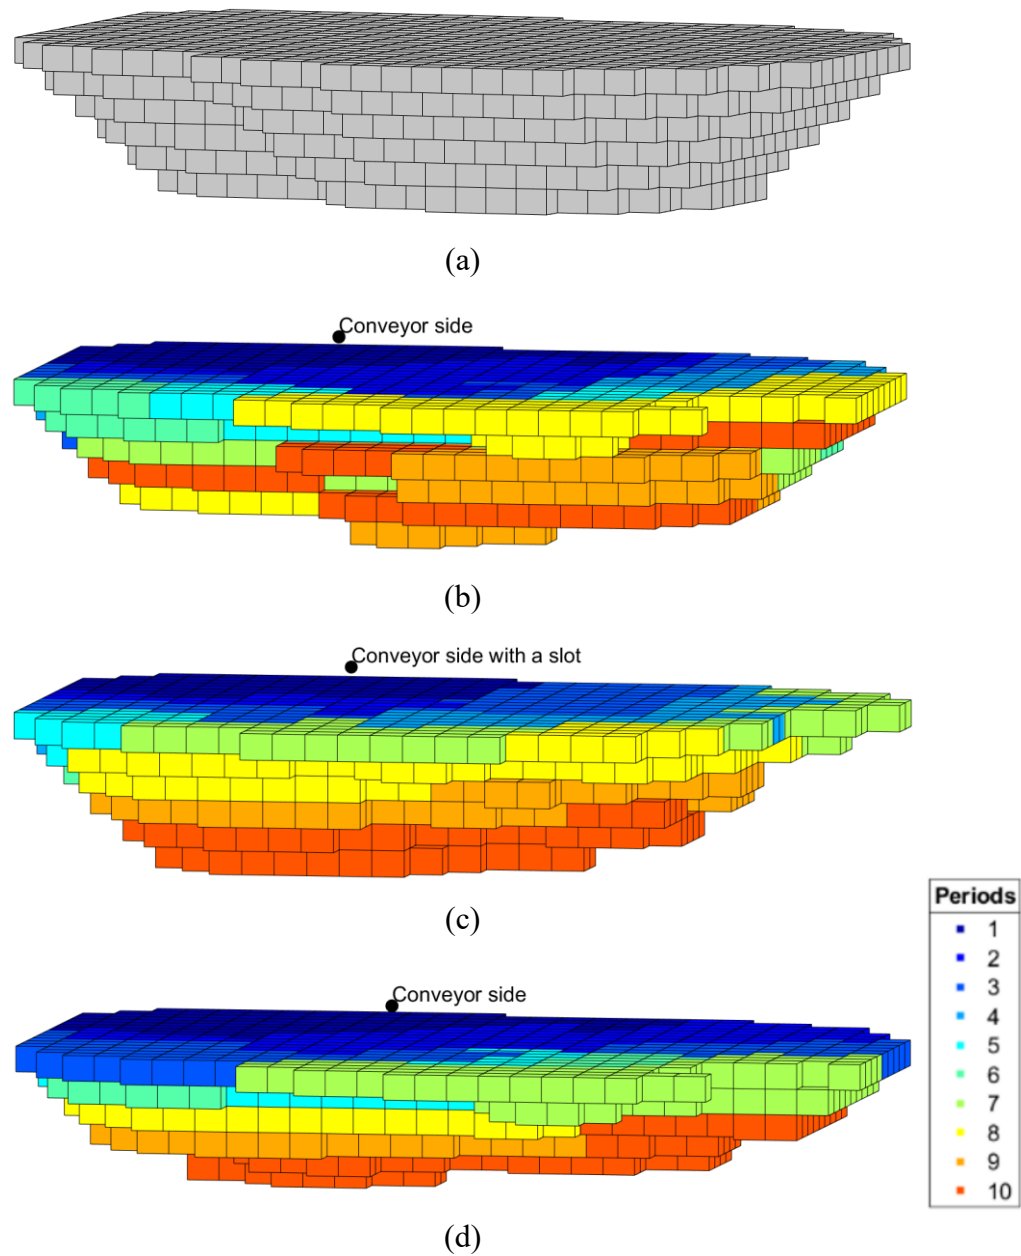 (a)
Conveyor side
(b)
Conveyor side with a slot
(c)
Periods
1
2
3
4
5
6
7
8
9
10
Conveyor side
(d)